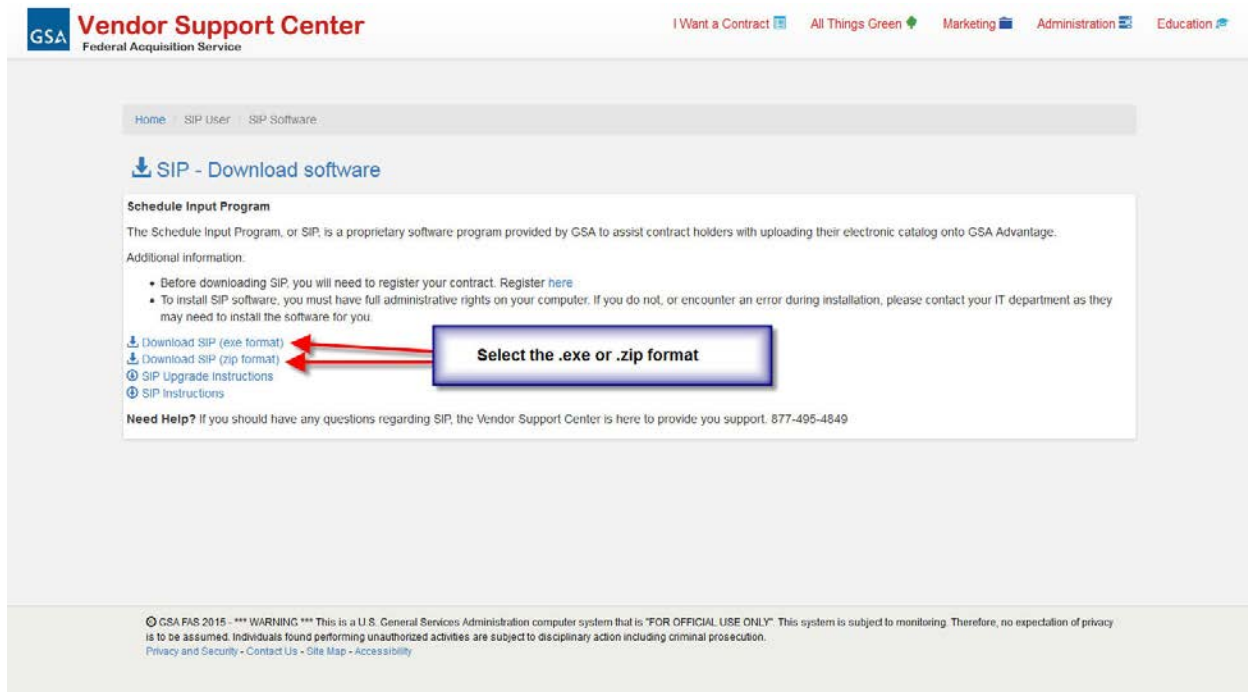 GSA
Vendor Support Center
Federal Acquisition Service
I Want a Contract All Things Green Marketing Administration Education
Home / SIP User / SIP Software
SIP - Download software
Schedule Input Program
The Schedule Input Program, or SIP, is a proprietary software program provided by GSA to assist contract holders with uploading their electronic catalog onto GSA Advantage.
Additional information:
• Before downloading SIP, you will need to register your contract. Register here
• To install SIP software, you must have full administrative rights on your computer. If you do not, or encounter an error during installation, please contact your IT department as they
may need to install the software for you.
Download SIP (exe format)
Download SIP (zip format)
SIP Upgrade Instructions
SIP Instructions
Select the .exe or .zip format
Need Help? If you should have any questions regarding SIP, the Vendor Support Center is here to provide you support. 877-495-4849
© GSA FAS 2015 - *** WARNING *** This is a U.S. General Services Administration computer system that is "FOR OFFICIAL USE ONLY". This system is subject to monitoring. Therefore, no expectation of privacy
is to be assumed. Individuals found performing unauthorized activities are subject to disciplinary action including criminal prosecution.
Privacy and Security - Contact Us - Site Map - Accessibility